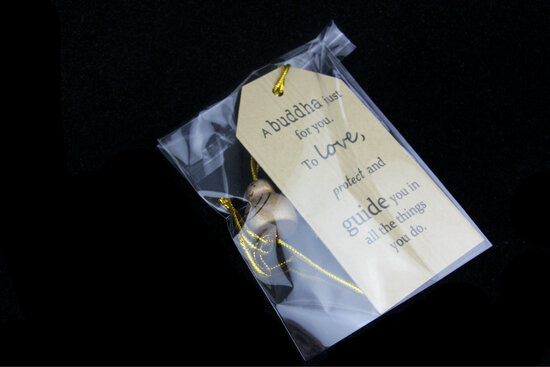 A buddha just
for you.
To love,
protect and
guide you in
all the things
you do.